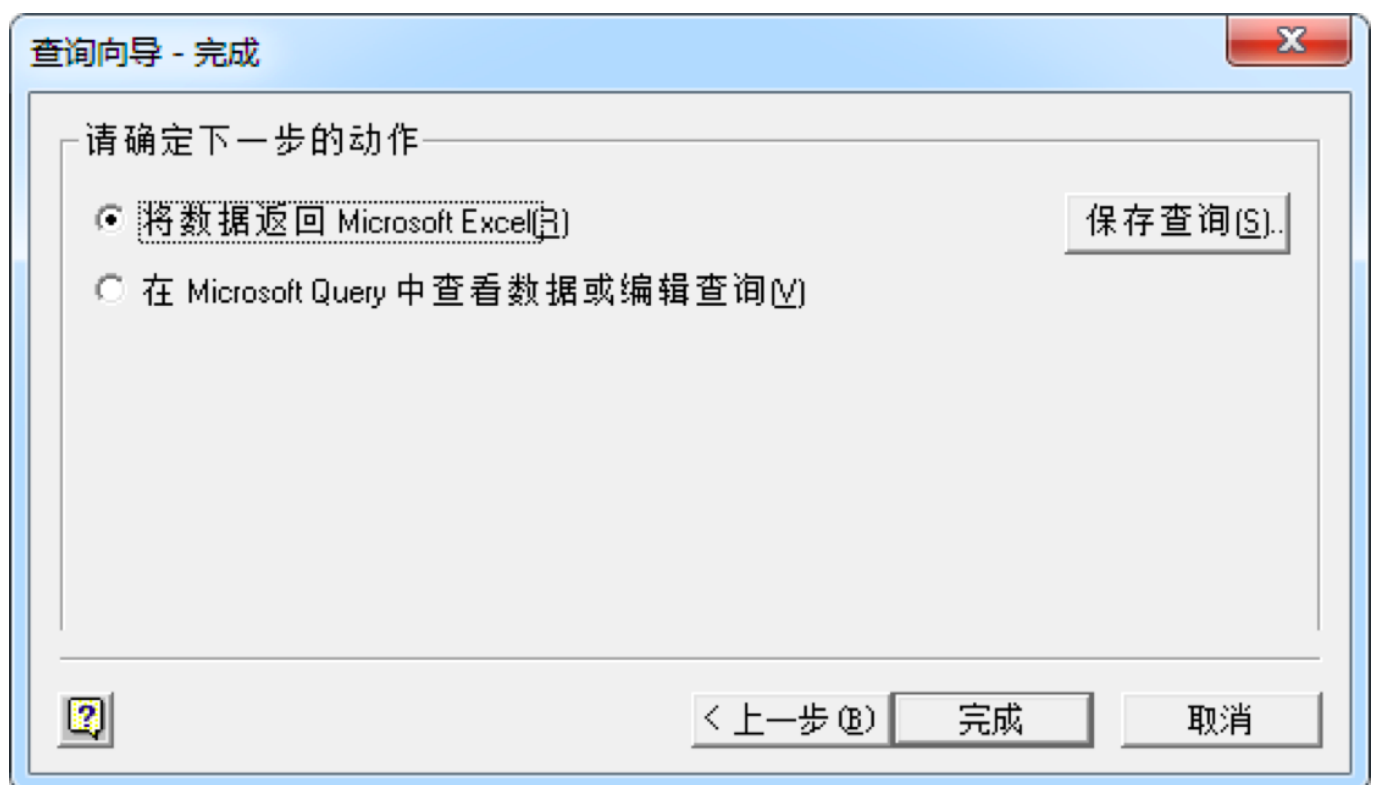 查询向导 - 完成
请确定下一步的动作
将数据返回 Microsoft Excel(R)
保存查询(S)..
在 Microsoft Query 中查看数据或编辑查询(V)
?
< 上一步(B)
完成
取消